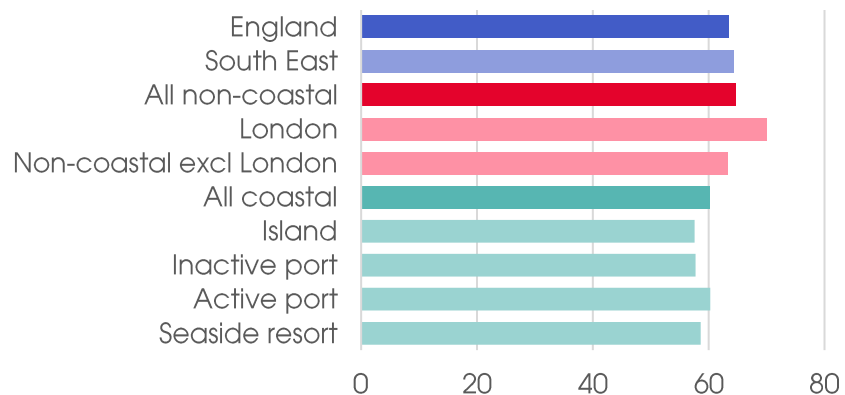 England
South East
All non-coastal
London
Non-coastal excl London
All coastal
Island
Inactive port
Active port
Seaside resort
0 20 40 60 80